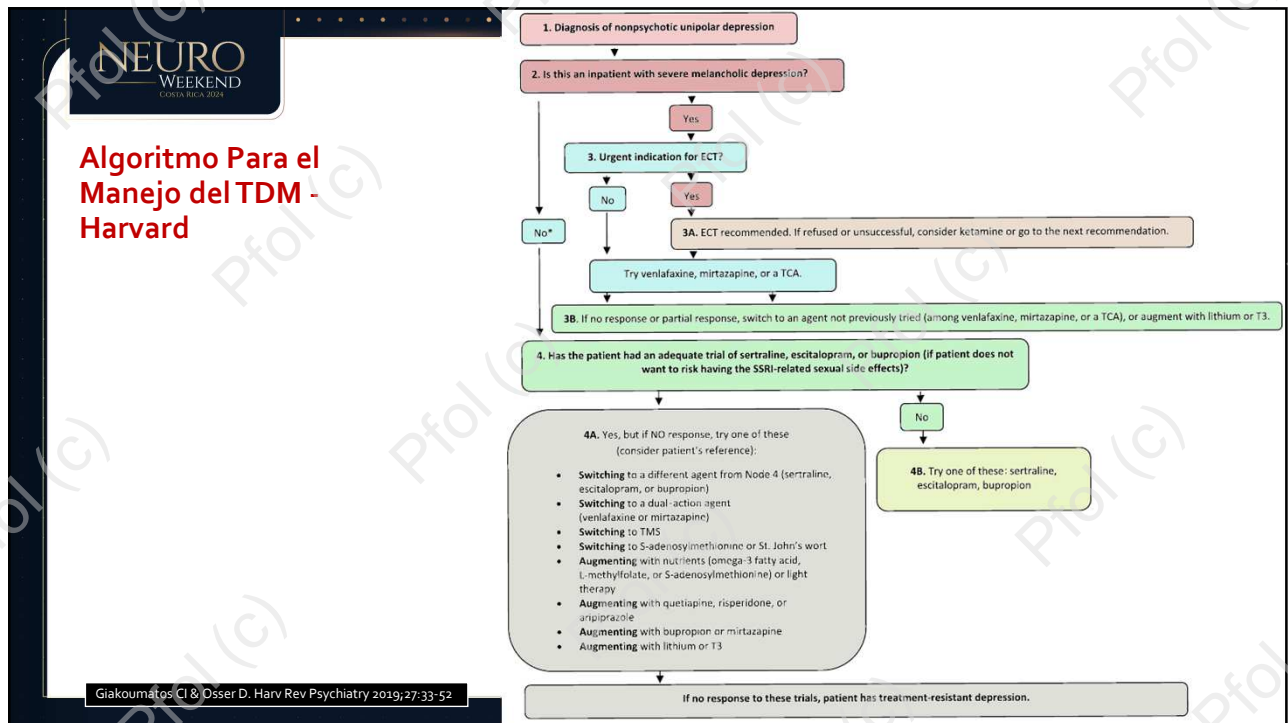 NEURO
WEEKEND
COSTA RICA 2024
Algoritmo Para el
Manejo del TDM -
Harvard
1. Diagnosis of nonpsychotic unipolar depression
2. Is this an inpatient with severe melancholic depression?
Yes
3. Urgent indication for ECT?
No
Yes
No*
3A. ECT recommended. If refused or unsuccessful, consider ketamine or go to the next recommendation.
Try venlafaxine, mirtazapine, or a TCA.
3B. If no response or partial response, switch to an agent not previously tried (among venlafaxine, mirtazapine, or a TCA), or augment with lithium or T3.
4. Has the patient had an adequate trial of sertraline, escitalopram, or bupropion (if patient does not
want to risk having the SSRI-related sexual side effects)?
No
4A. Yes, but if NO response, try one of these
(consider patient's reference):
• Switching to a different agent from Node 4 (sertraline,
escitalopram, or bupropion)
• Switching to a dual-action agent
(venlafaxine or mirtazapine)
• Switching to TMS
• Switching to S-adenosylmethionine or St. John's wort
• Augmenting with nutrients (omega-3 fatty acid,
L-methylfolate, or S-adenosylmethionine) or light
therapy
• Augmenting with quetiapine, risperidone, or
aripiprazole
• Augmenting with bupropion or mirtazapine
• Augmenting with lithium or T3
4B. Try one of these: sertraline,
escitalopram, bupropion
If no response to these trials, patient has treatment-resistant depression.
Giakoumatos CI & Osser D. Harv Rev Psychiatry 2019;27:33-52
Pfol (c)
Pfol (c)
Pfol (c)
Pfol (c)
Pfol (c)
Pfol (c)
Pfol (c)
Pfol (c)
Pfol (c)